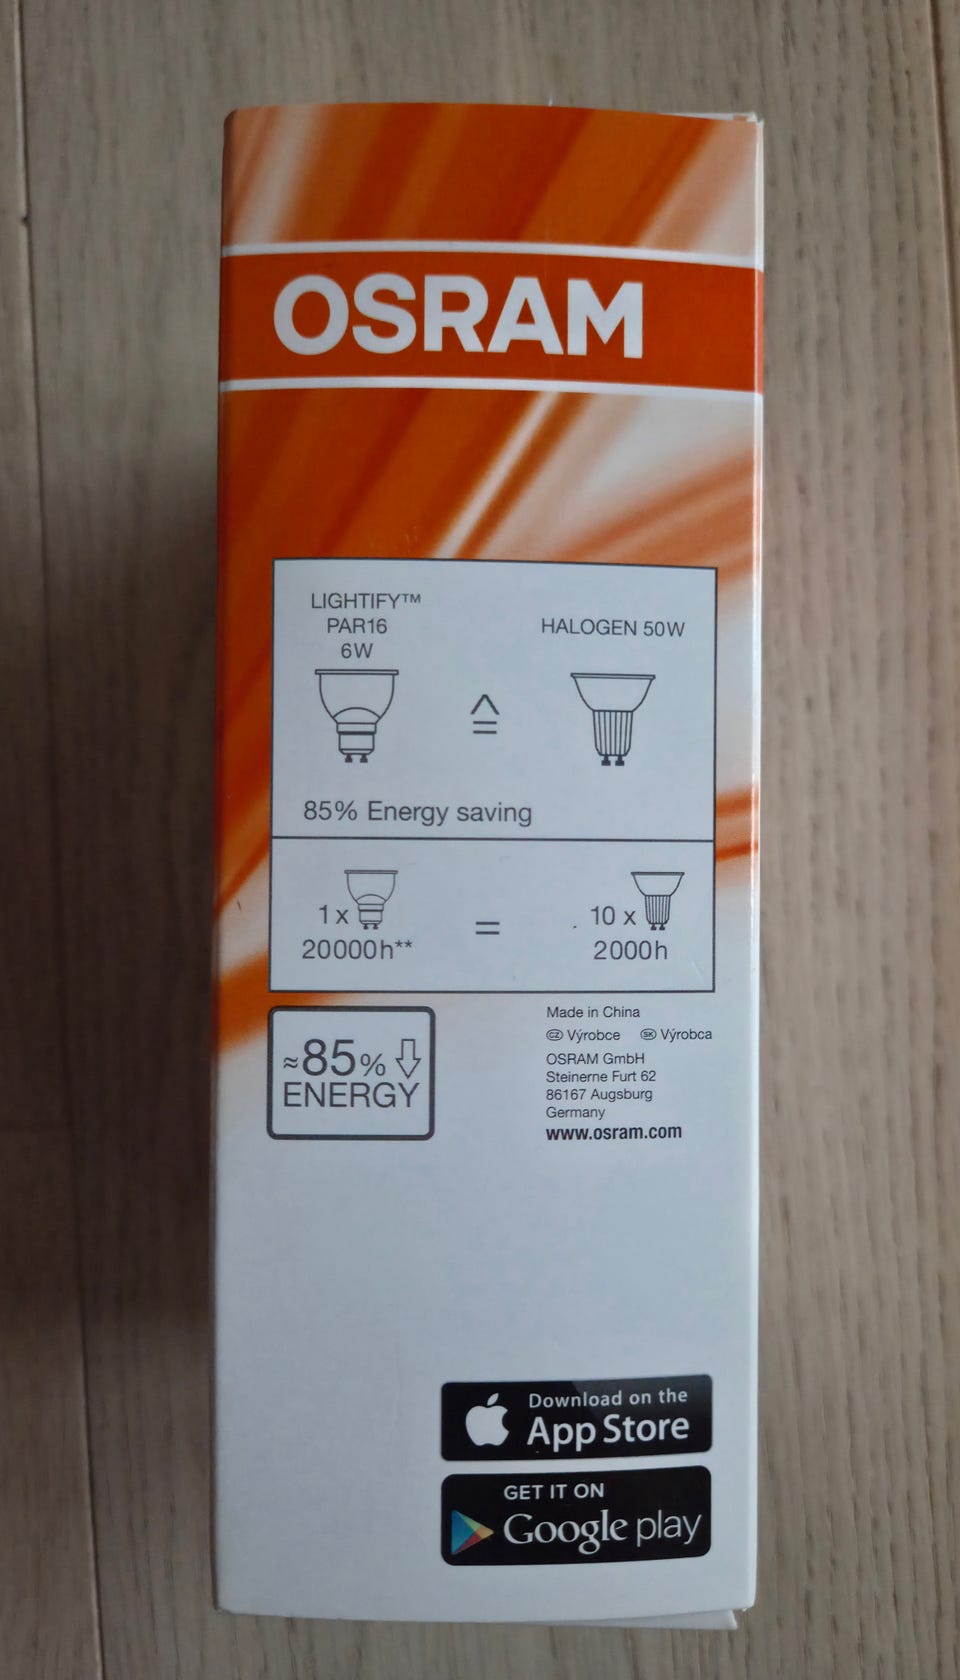 OSRAM
LIGHTIFY™
PAR16
6W
HALOGEN 50W
≙
85% Energy saving
1 x
20000h**
=
10 x
2000h
≈85%
ENERGY
Made in China
CZ Výrobce SK Výrobca
OSRAM GmbH
Steinerne Furt 62
86167 Augsburg
Germany
www.osram.com
Download on the
App Store
GET IT ON
Google play